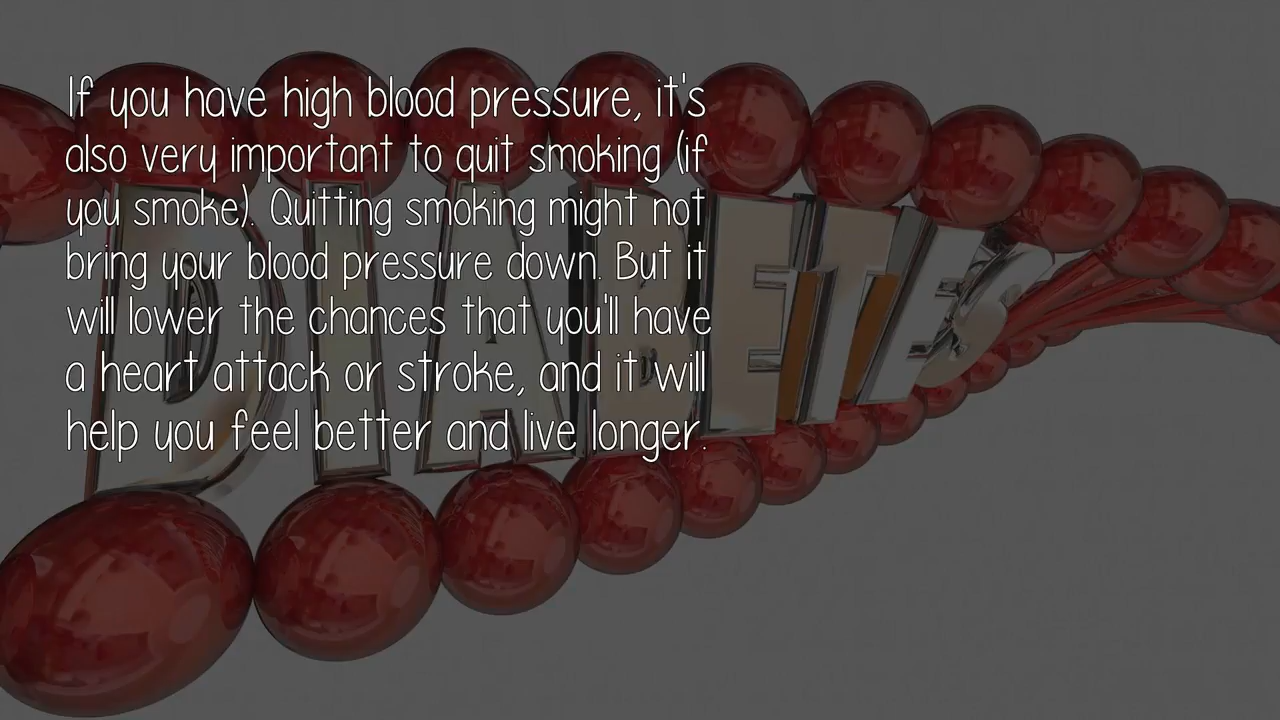 If you have high blood pressure, it's
also very important to quit smoking (if
you smoke). Quitting smoking might not
bring your blood pressure down. But it
will lower the chances that you'll have
a heart attack or stroke, and it will
help you feel better and live longer.
DIABETES